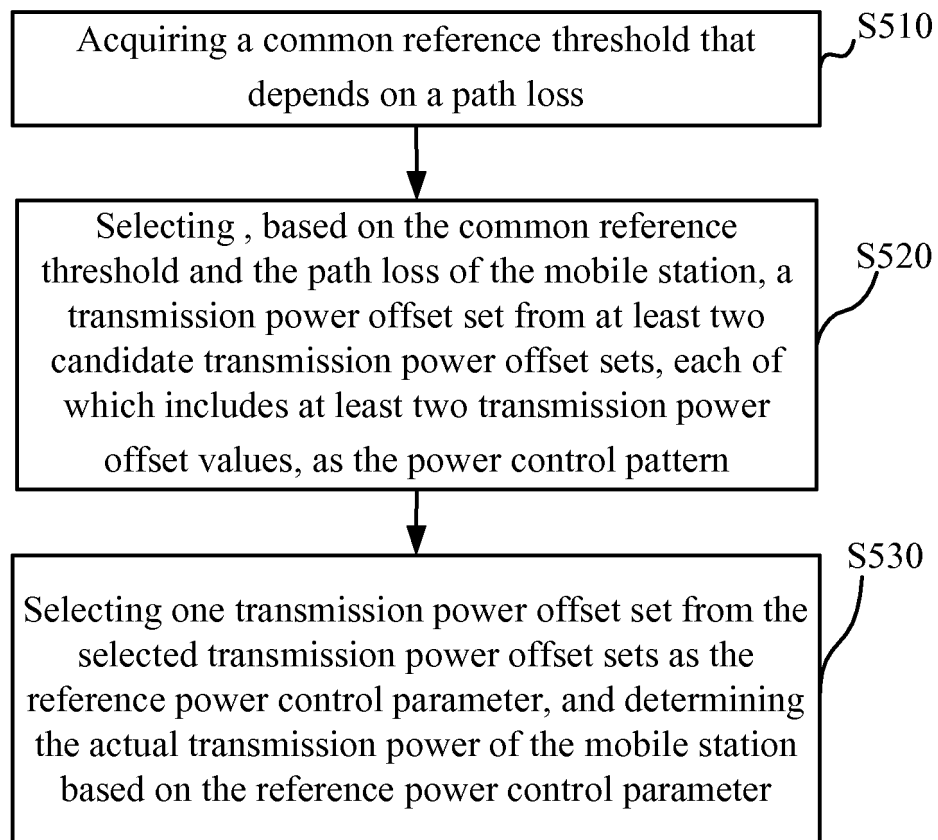 Acquiring a common reference threshold that
depends on a path loss
S510
Selecting , based on the common reference
threshold and the path loss of the mobile station, a
transmission power offset set from at least two
candidate transmission power offset sets, each of
which includes at least two transmission power
offset values, as the power control pattern
S520
Selecting one transmission power offset set from the
selected transmission power offset sets as the
reference power control parameter, and determining
the actual transmission power of the mobile station
based on the reference power control parameter
S530